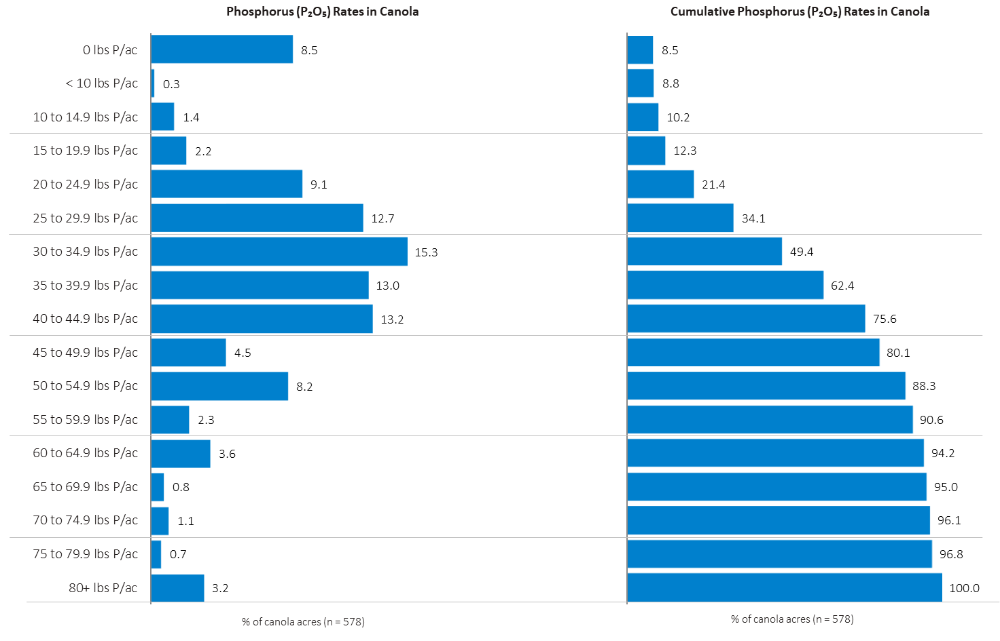 Phosphorus (P₂O₅) Rates in Canola
Cumulative Phosphorus (P₂O₅) Rates in Canola
0 lbs P/ac 8.5 8.5
< 10 lbs P/ac 0.3 8.8
10 to 14.9 lbs P/ac 1.4 10.2
15 to 19.9 lbs P/ac 2.2 12.3
20 to 24.9 lbs P/ac 9.1 21.4
25 to 29.9 lbs P/ac 12.7 34.1
30 to 34.9 lbs P/ac 15.3 49.4
35 to 39.9 lbs P/ac 13.0 62.4
40 to 44.9 lbs P/ac 13.2 75.6
45 to 49.9 lbs P/ac 4.5 80.1
50 to 54.9 lbs P/ac 8.2 88.3
55 to 59.9 lbs P/ac 2.3 90.6
60 to 64.9 lbs P/ac 3.6 94.2
65 to 69.9 lbs P/ac 0.8 95.0
70 to 74.9 lbs P/ac 1.1 96.1
75 to 79.9 lbs P/ac 0.7 96.8
80+ lbs P/ac 3.2 100.0
% of canola acres (n = 578)
% of canola acres (n = 578)